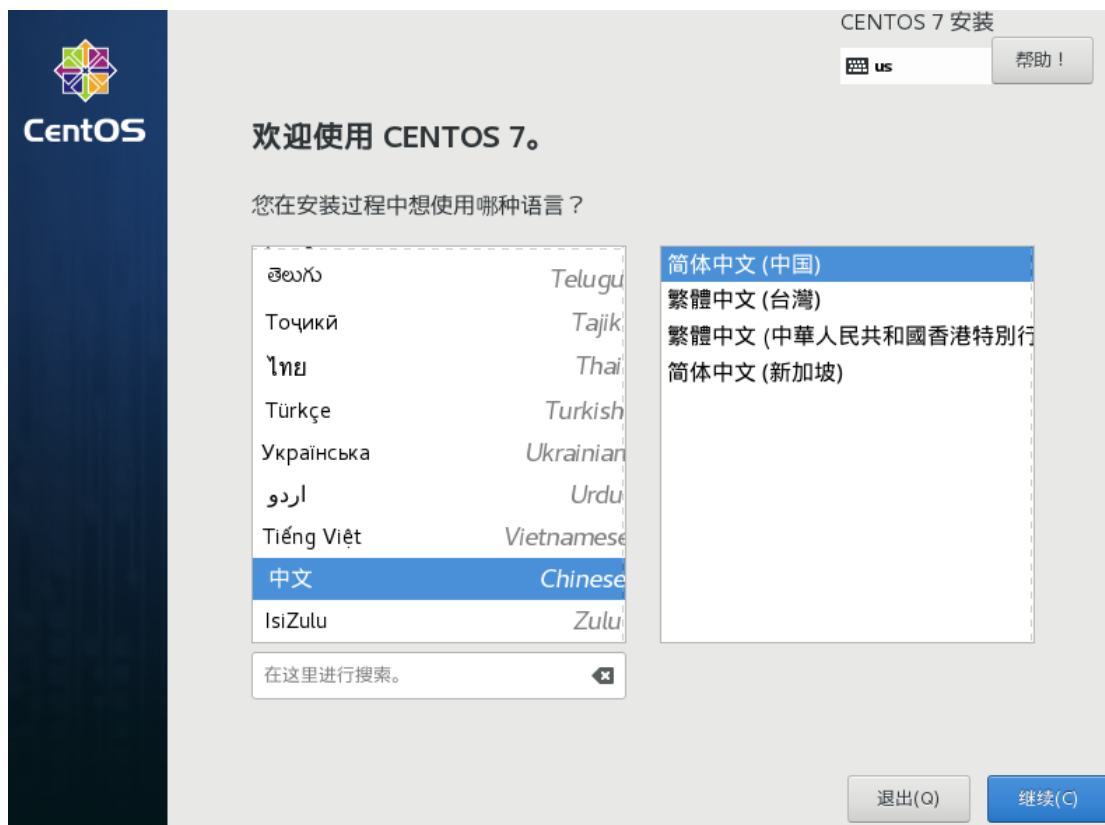 CentOS
CENTOS 7 安装
us
帮助！
欢迎使用 CENTOS 7。
您在安装过程中想使用哪种语言？
తెలుగు Telugu
Тоҷикӣ Tajik
ไทย Thai
Türkçe Turkish
Українська Ukrainian
اردو Urdu
Tiếng Việt Vietnamese
中文 Chinese
IsiZulu Zulu
在这里进行搜索。
简体中文 (中国)
繁體中文 (台灣)
繁體中文 (中華人民共和國香港特別行
简体中文 (新加坡)
退出(Q)
继续(C)